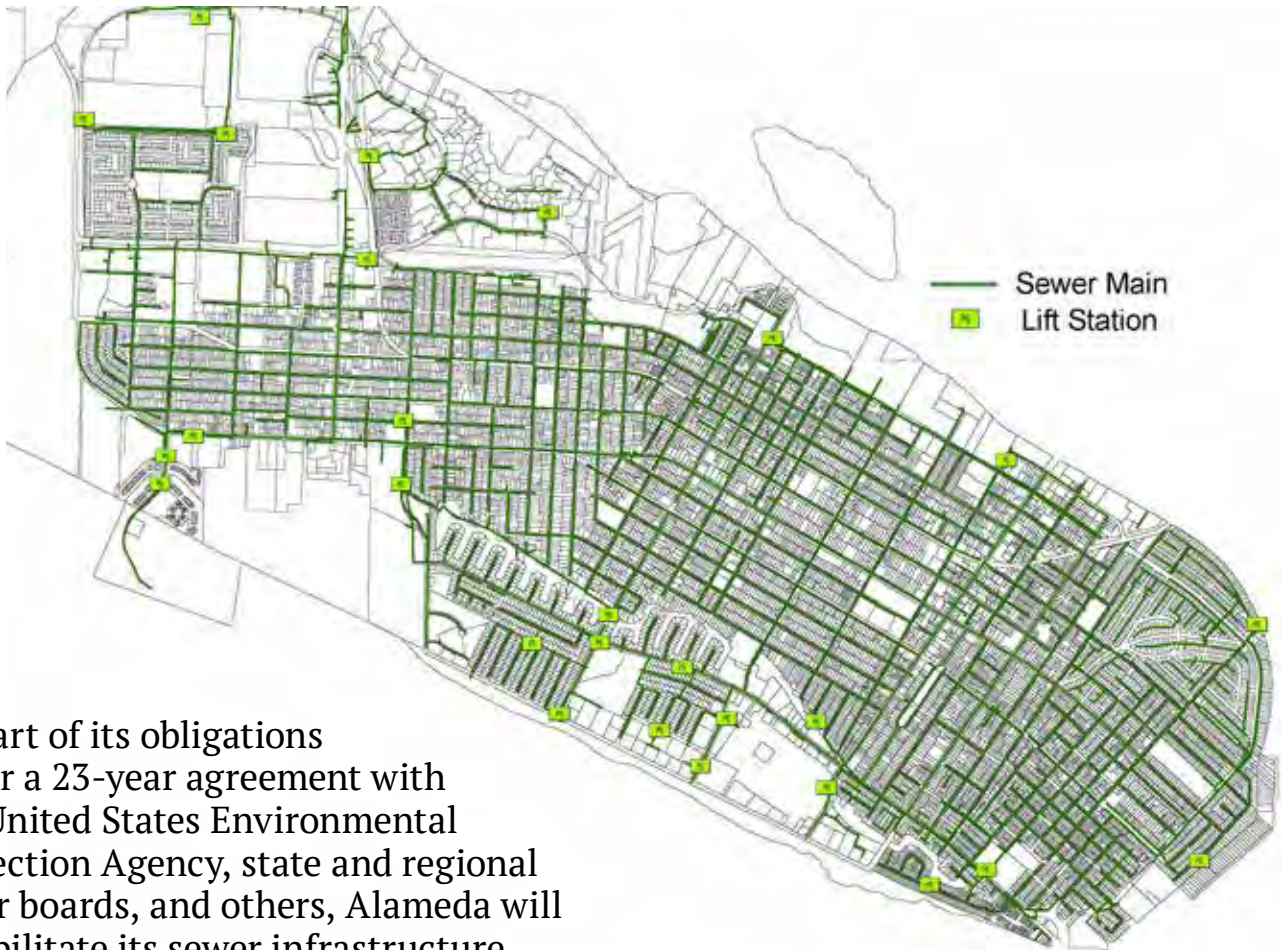 Sewer Main
Lift Station
art of its obligations
r a 23-year agreement with
United States Environmental
ection Agency, state and regional
r boards, and others, Alameda will
bilitate its sewer infrastructure